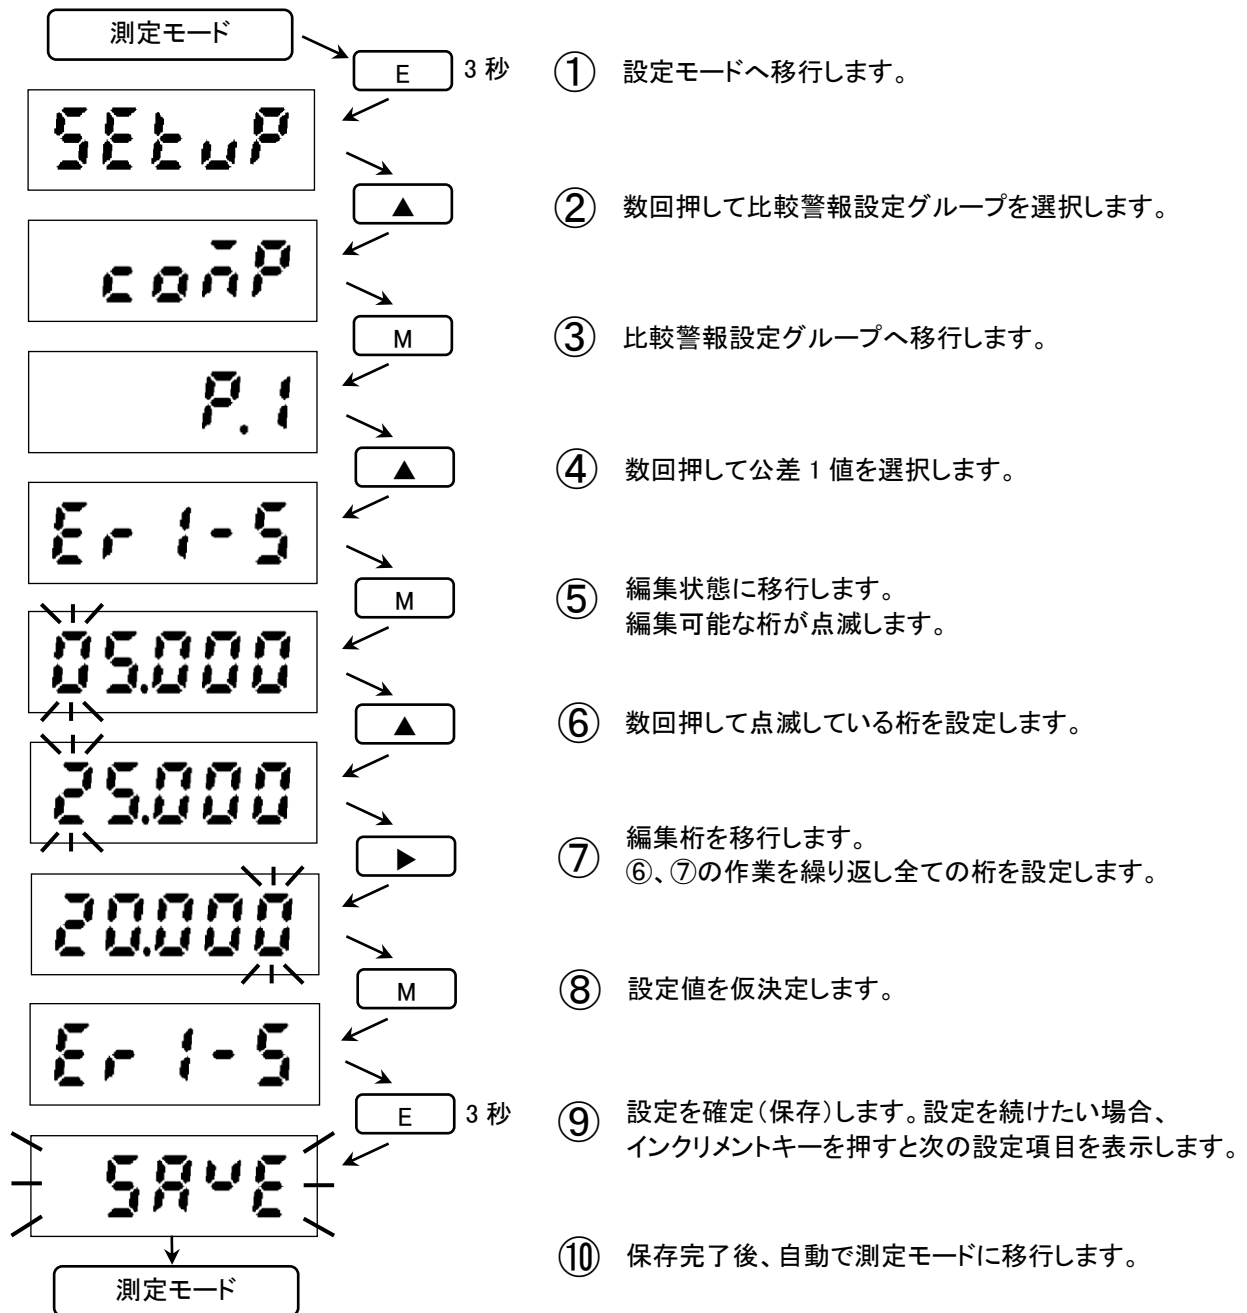 測定モード
E 3 秒 ① 設定モードへ移行します。
SEtuP
▲ ② 数回押して比較警報設定グループを選択します。
comP
M ③ 比較警報設定グループへ移行します。
P.1
▲ ④ 数回押して公差 1 値を選択します。
Er1-S
M ⑤ 編集状態に移行します。
編集可能な桁が点滅します。
05.000
▲ ⑥ 数回押して点滅している桁を設定します。
25.000
▶ ⑦ 編集桁を移行します。
⑥、⑦の作業を繰り返し全ての桁を設定します。
20.000
M ⑧ 設定値を仮決定します。
Er1-S
E 3 秒 ⑨ 設定を確定（保存）します。設定を続けたい場合、
インクリメントキーを押すと次の設定項目を表示します。
SAvE
⑩ 保存完了後、自動で測定モードに移行します。
測定モード